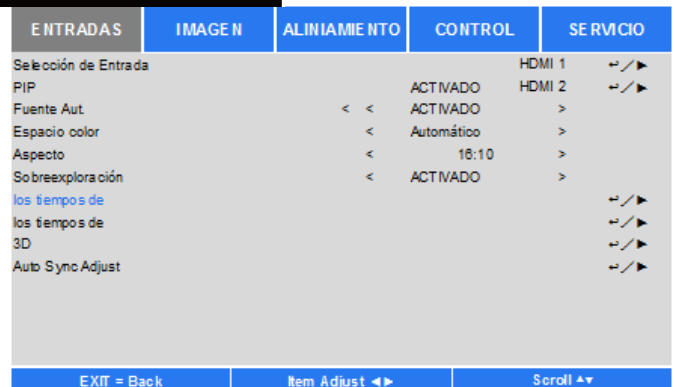 ENTRADAS IMAGEN ALINIAMIENTO CONTROL SERVICIO
Selección de Entrada HDMI 1 ↵/▶
PIP ACTIVADO HDMI 2 ↵/▶
Fuente Aut. < < ACTIVADO >
Espacio color < Automático >
Aspecto < 16:10 >
Sobreexploración < ACTIVADO >
los tiempos de ↵/▶
los tiempos de ↵/▶
3D ↵/▶
Auto Sync Adjust ↵/▶
EXIT = Back Item Adjust ◀▶ Scroll ▲▼